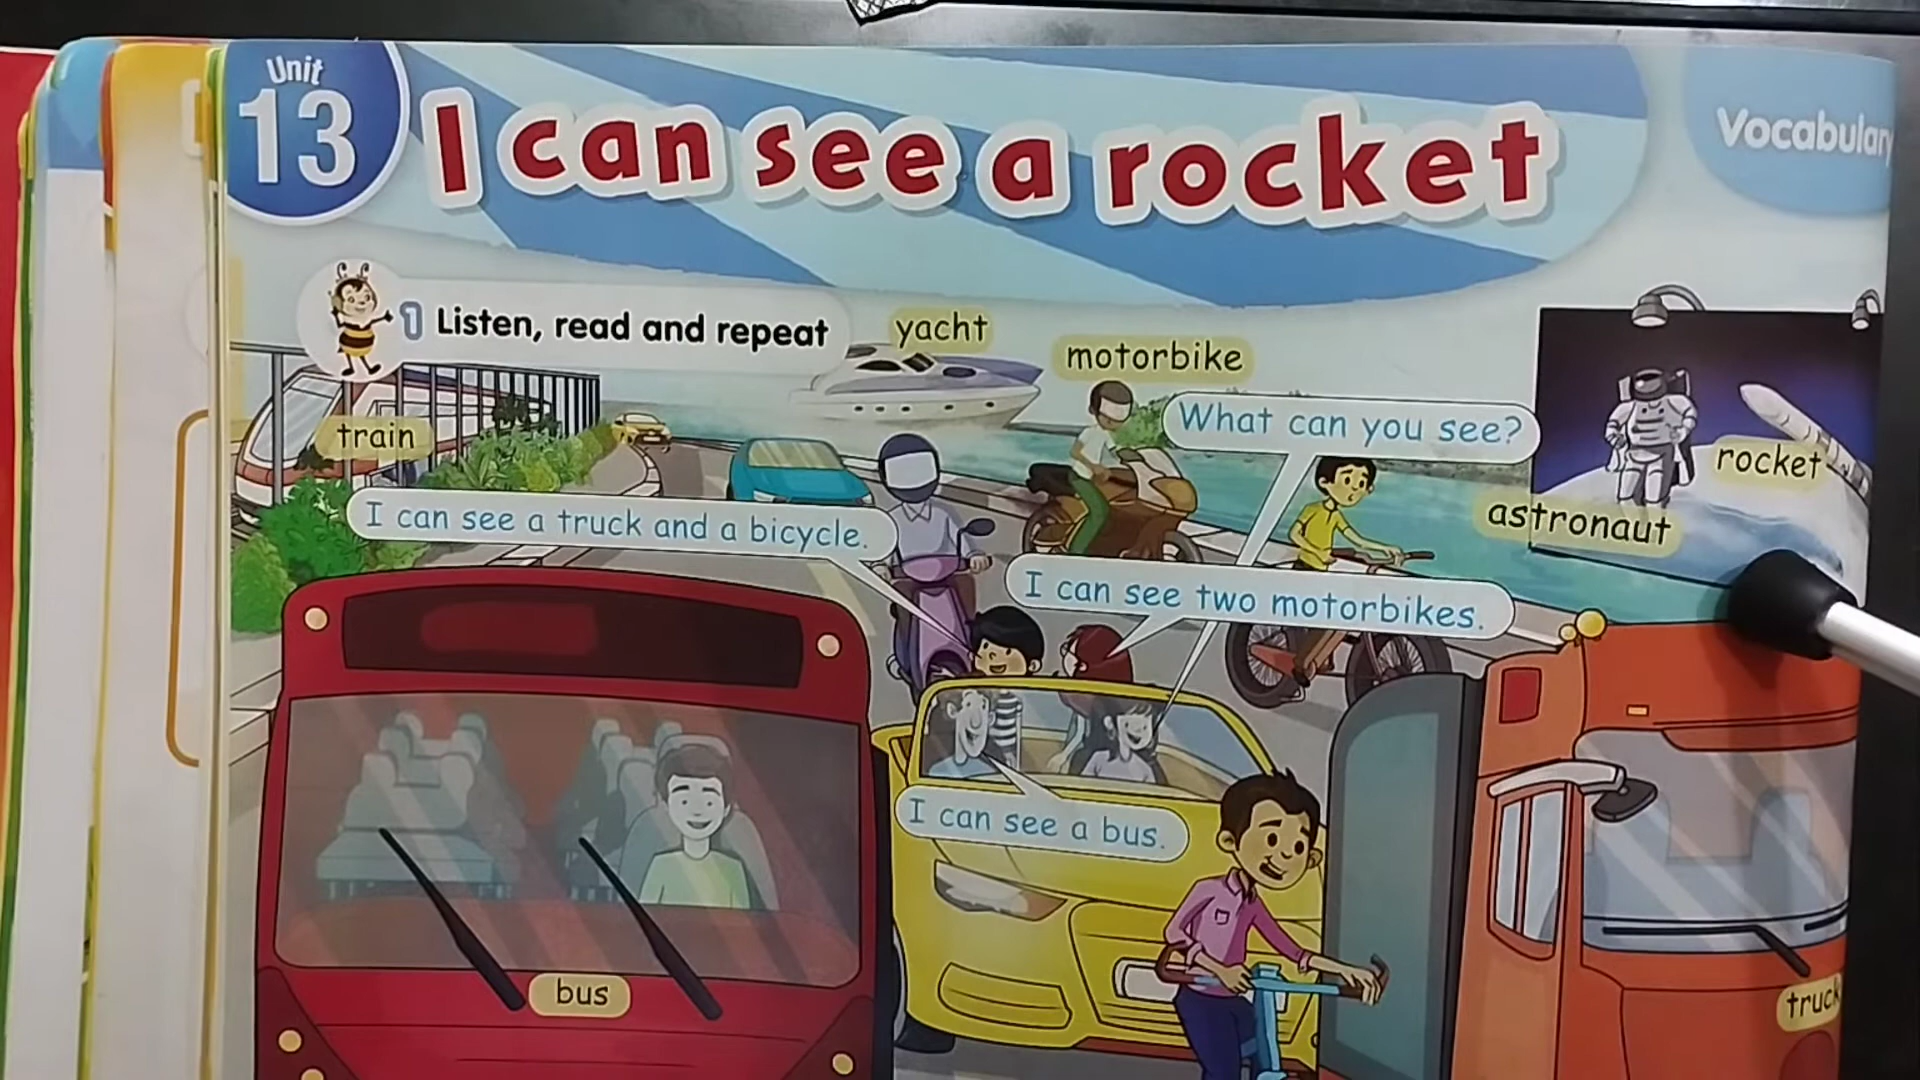 Unit
13
I can see a rocket
Vocabulary
1 Listen, read and repeat
yacht
motorbike
What can you see?
train
rocket
astronaut
I can see a truck and a bicycle.
I can see two motorbikes.
I can see a bus.
bus
truck